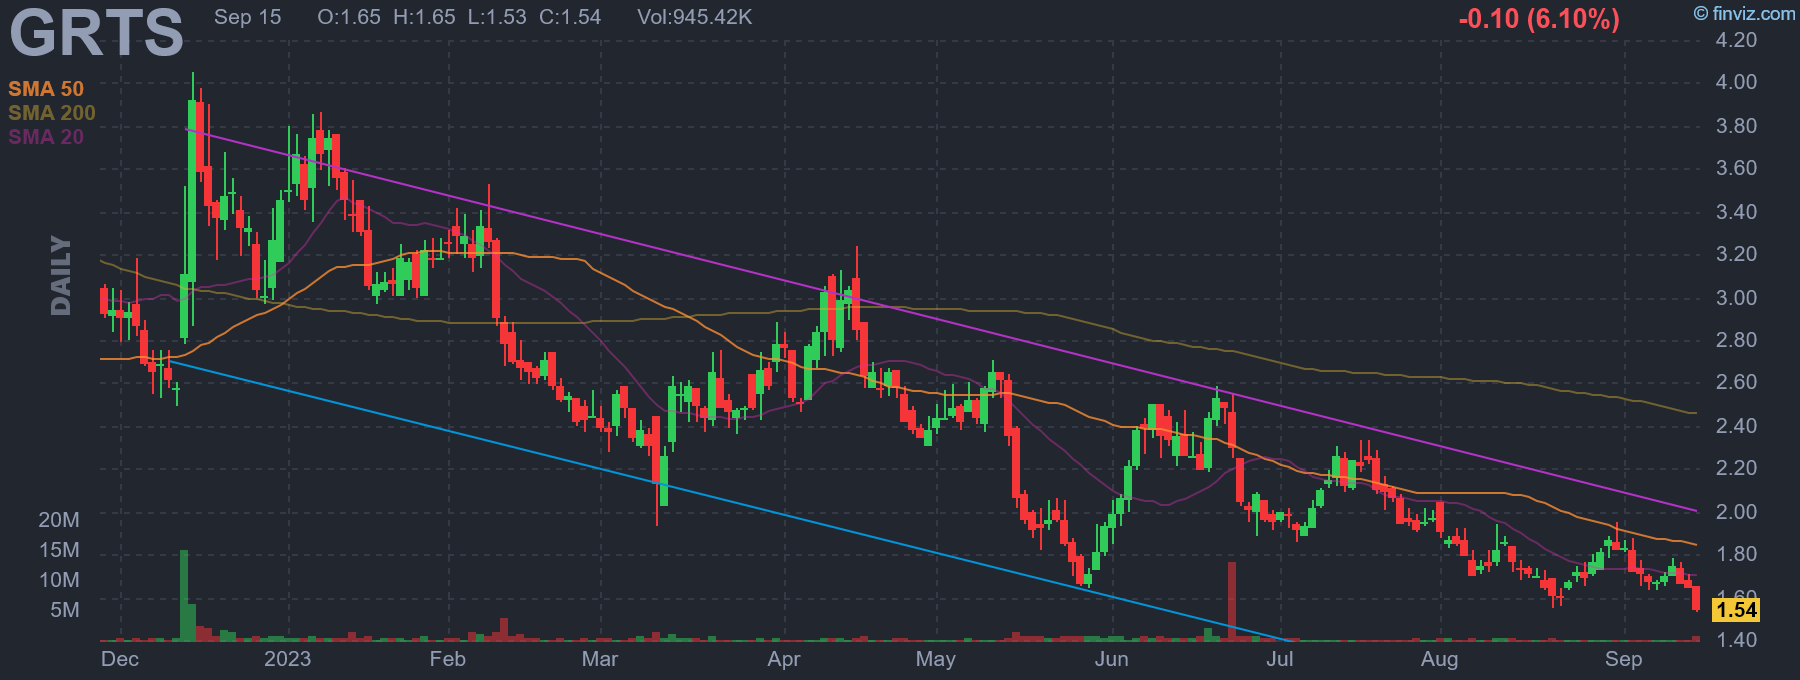 GRTS
Sep 15 O:1.65 H:1.65 L:1.53 C:1.54 Vol:945.42K
-0.10 (6.10%)
© finviz.com
SMA 50
SMA 200
SMA 20
DAILY
4.20
4.00
3.80
3.60
3.40
3.20
3.00
2.80
2.60
2.40
2.20
2.00
1.80
1.60
1.54
1.40
20M
15M
10M
5M
Dec 2023 Feb Mar Apr May Jun Jul Aug Sep